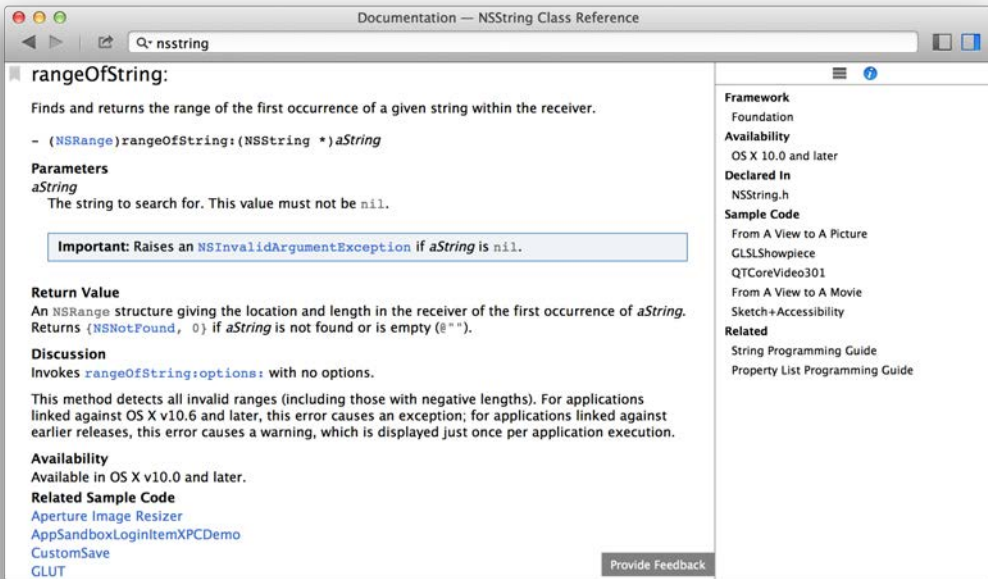 Documentation — NSString Class Reference
nsstring
rangeOfString:
Finds and returns the range of the first occurrence of a given string within the receiver.
- (NSRange)rangeOfString:(NSString *)aString
Parameters
aString
The string to search for. This value must not be nil.
Important: Raises an NSInvalidArgumentException if aString is nil.
Return Value
An NSRange structure giving the location and length in the receiver of the first occurrence of aString.
Returns {NSNotFound, 0} if aString is not found or is empty (@"").
Discussion
Invokes rangeOfString:options: with no options.
This method detects all invalid ranges (including those with negative lengths). For applications
linked against OS X v10.6 and later, this error causes an exception; for applications linked against
earlier releases, this error causes a warning, which is displayed just once per application execution.
Availability
Available in OS X v10.0 and later.
Related Sample Code
Aperture Image Resizer
AppSandboxLoginItemXPCDemo
CustomSave
GLUT
Provide Feedback
Framework
Foundation
Availability
OS X 10.0 and later
Declared In
NSString.h
Sample Code
From A View to A Picture
GLSLShowpiece
QTCoreVideo301
From A View to A Movie
Sketch+Accessibility
Related
String Programming Guide
Property List Programming Guide